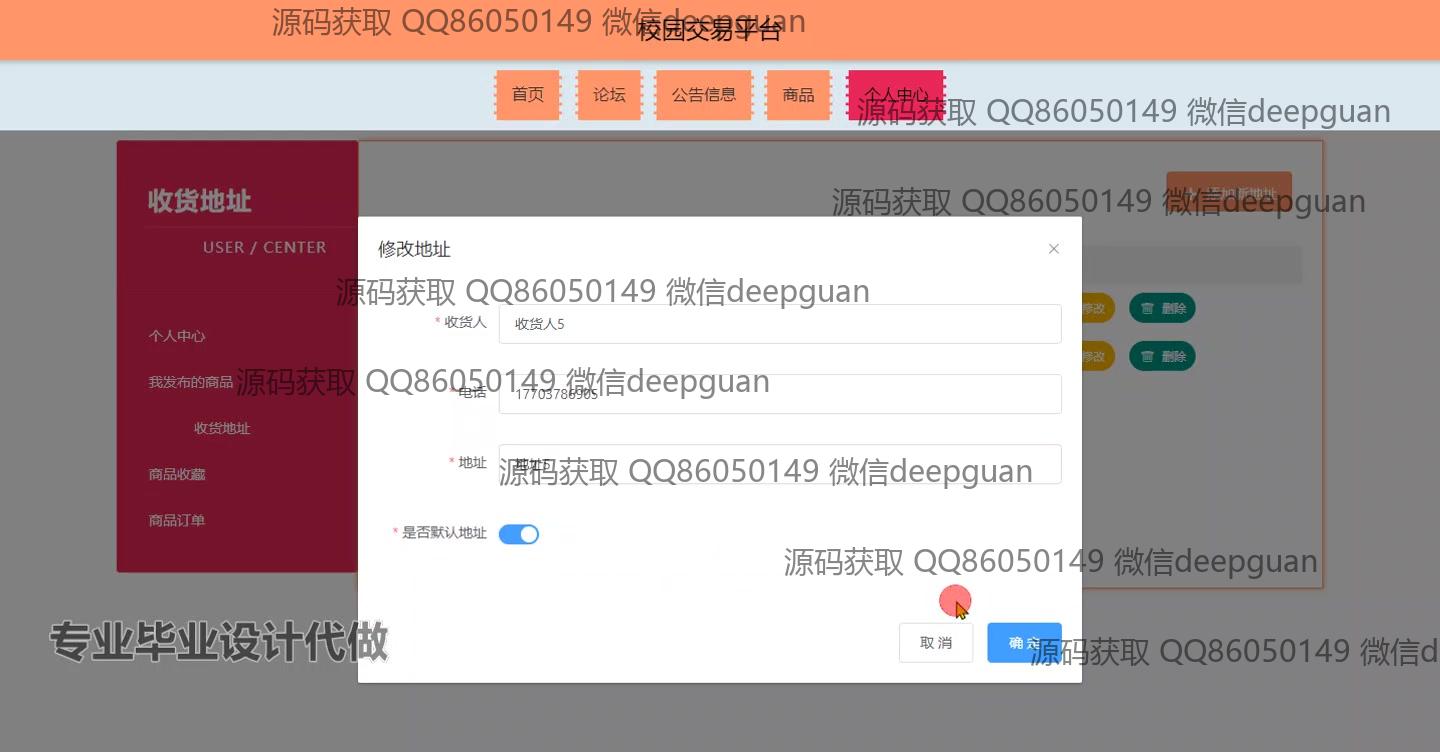 源码获取 QQ86050149 微信deepguan
校园交易平台
首页 论坛 公告信息 商品 个人中心
源码获取 QQ86050149 微信deepguan
收货地址
USER / CENTER
源码获取 QQ86050149 微信deepguan
添加新地址
修改地址
源码获取 QQ86050149 微信deepguan
* 收货人 收货人5
修改 删除
个人中心
修改 删除
我发布的商品
源码获取 QQ86050149 微信deepguan
* 电话 17703786905
收货地址
* 地址 地址5
源码获取 QQ86050149 微信deepguan
商品收藏
商品订单
* 是否默认地址
源码获取 QQ86050149 微信deepguan
专业毕业设计代做
取消 确定
源码获取 QQ86050149 微信d